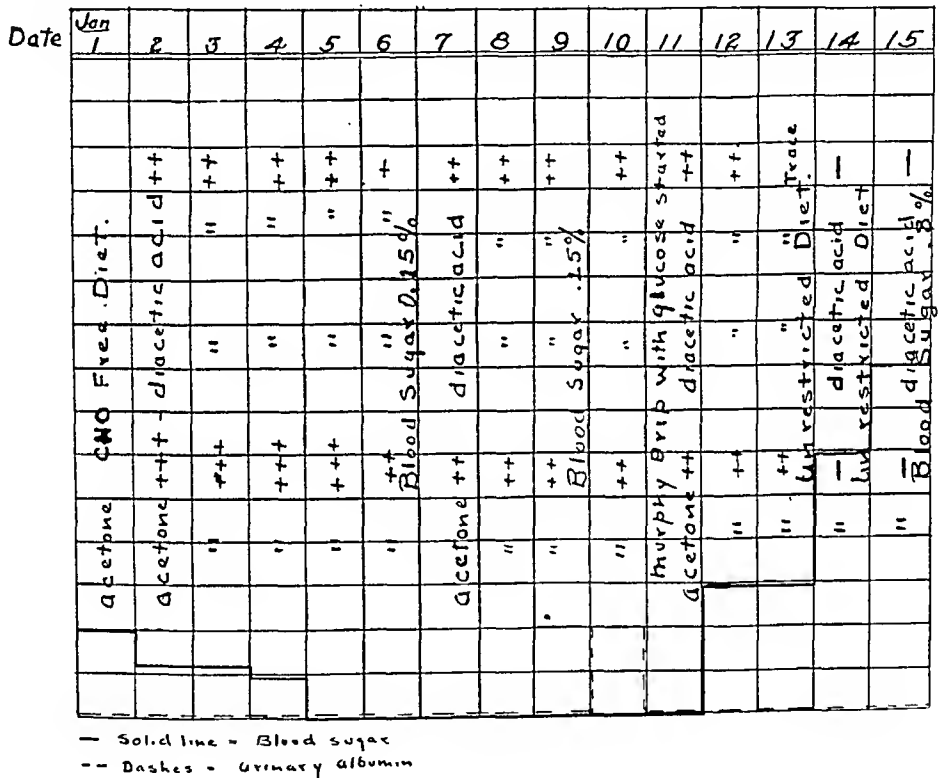 Date Jan 1 2 3 4 5 6 7 8 9 10 11 12 13 14 15
acetone CHO Free Diet.
acetone +++ - diacetic acid ++
" +++ " " ++
" +++ " " ++
" +++ " " +++
" ++ " " +
Blood Sugar 0.25%
acetone ++ diacetic acid ++
" ++ " " ++
" ++ " " ++
Blood Sugar .25%
" ++ " " ++
Murphy Drip with glucose started
acetone ++ diacetic acid ++
" ++ " " ++
" ++ " " Trace
Unrestricted Diet.
" — diacetic acid —
Unrestricted Diet
" — diacetic acid —
Blood Sugar .8%
— Solid line = Blood sugar
-- Dashes = urinary albumin